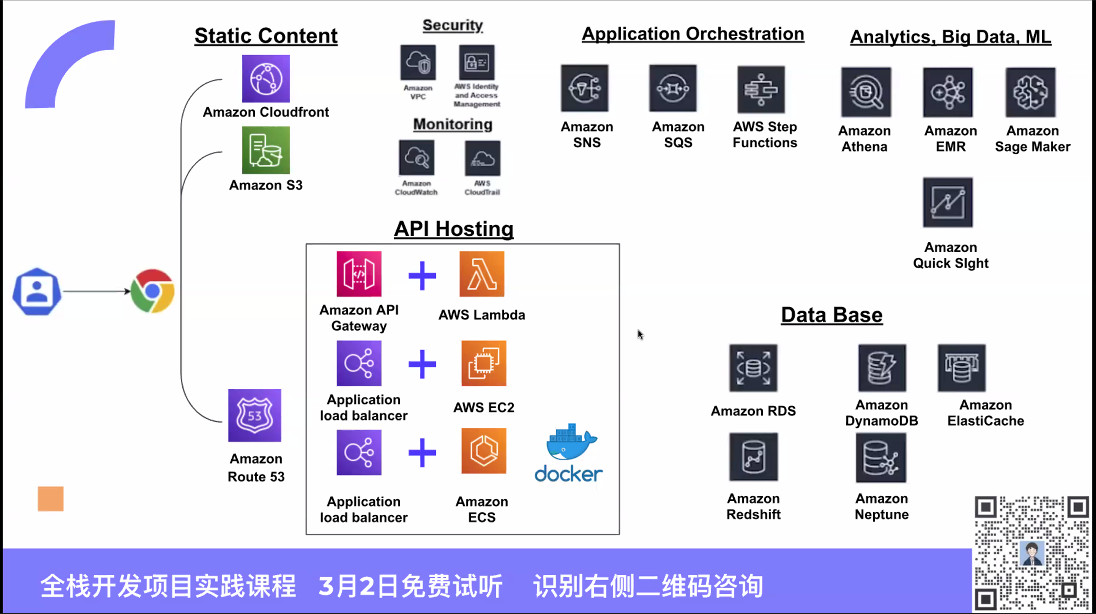 Static Content
Amazon Cloudfront
Amazon S3
Amazon
Route 53
Security
Amazon
VPC
AWS Identity
and Access
Management
Monitoring
Amazon
CloudWatch
AWS
CloudTrail
API Hosting
Amazon API
Gateway
AWS Lambda
Application
load balancer
AWS EC2
Application
load balancer
Amazon
ECS
docker
53
Application Orchestration
Amazon
SNS
Amazon
SQS
AWS Step
Functions
Analytics, Big Data, ML
Amazon
Athena
Amazon
EMR
Amazon
Sage Maker
Amazon
Quick SIght
Data Base
Amazon RDS
Amazon
DynamoDB
Amazon
ElastiCache
Amazon
Redshift
Amazon
Neptune
全栈开发项目实践课程 3月2日免费试听 识别右侧二维码咨询